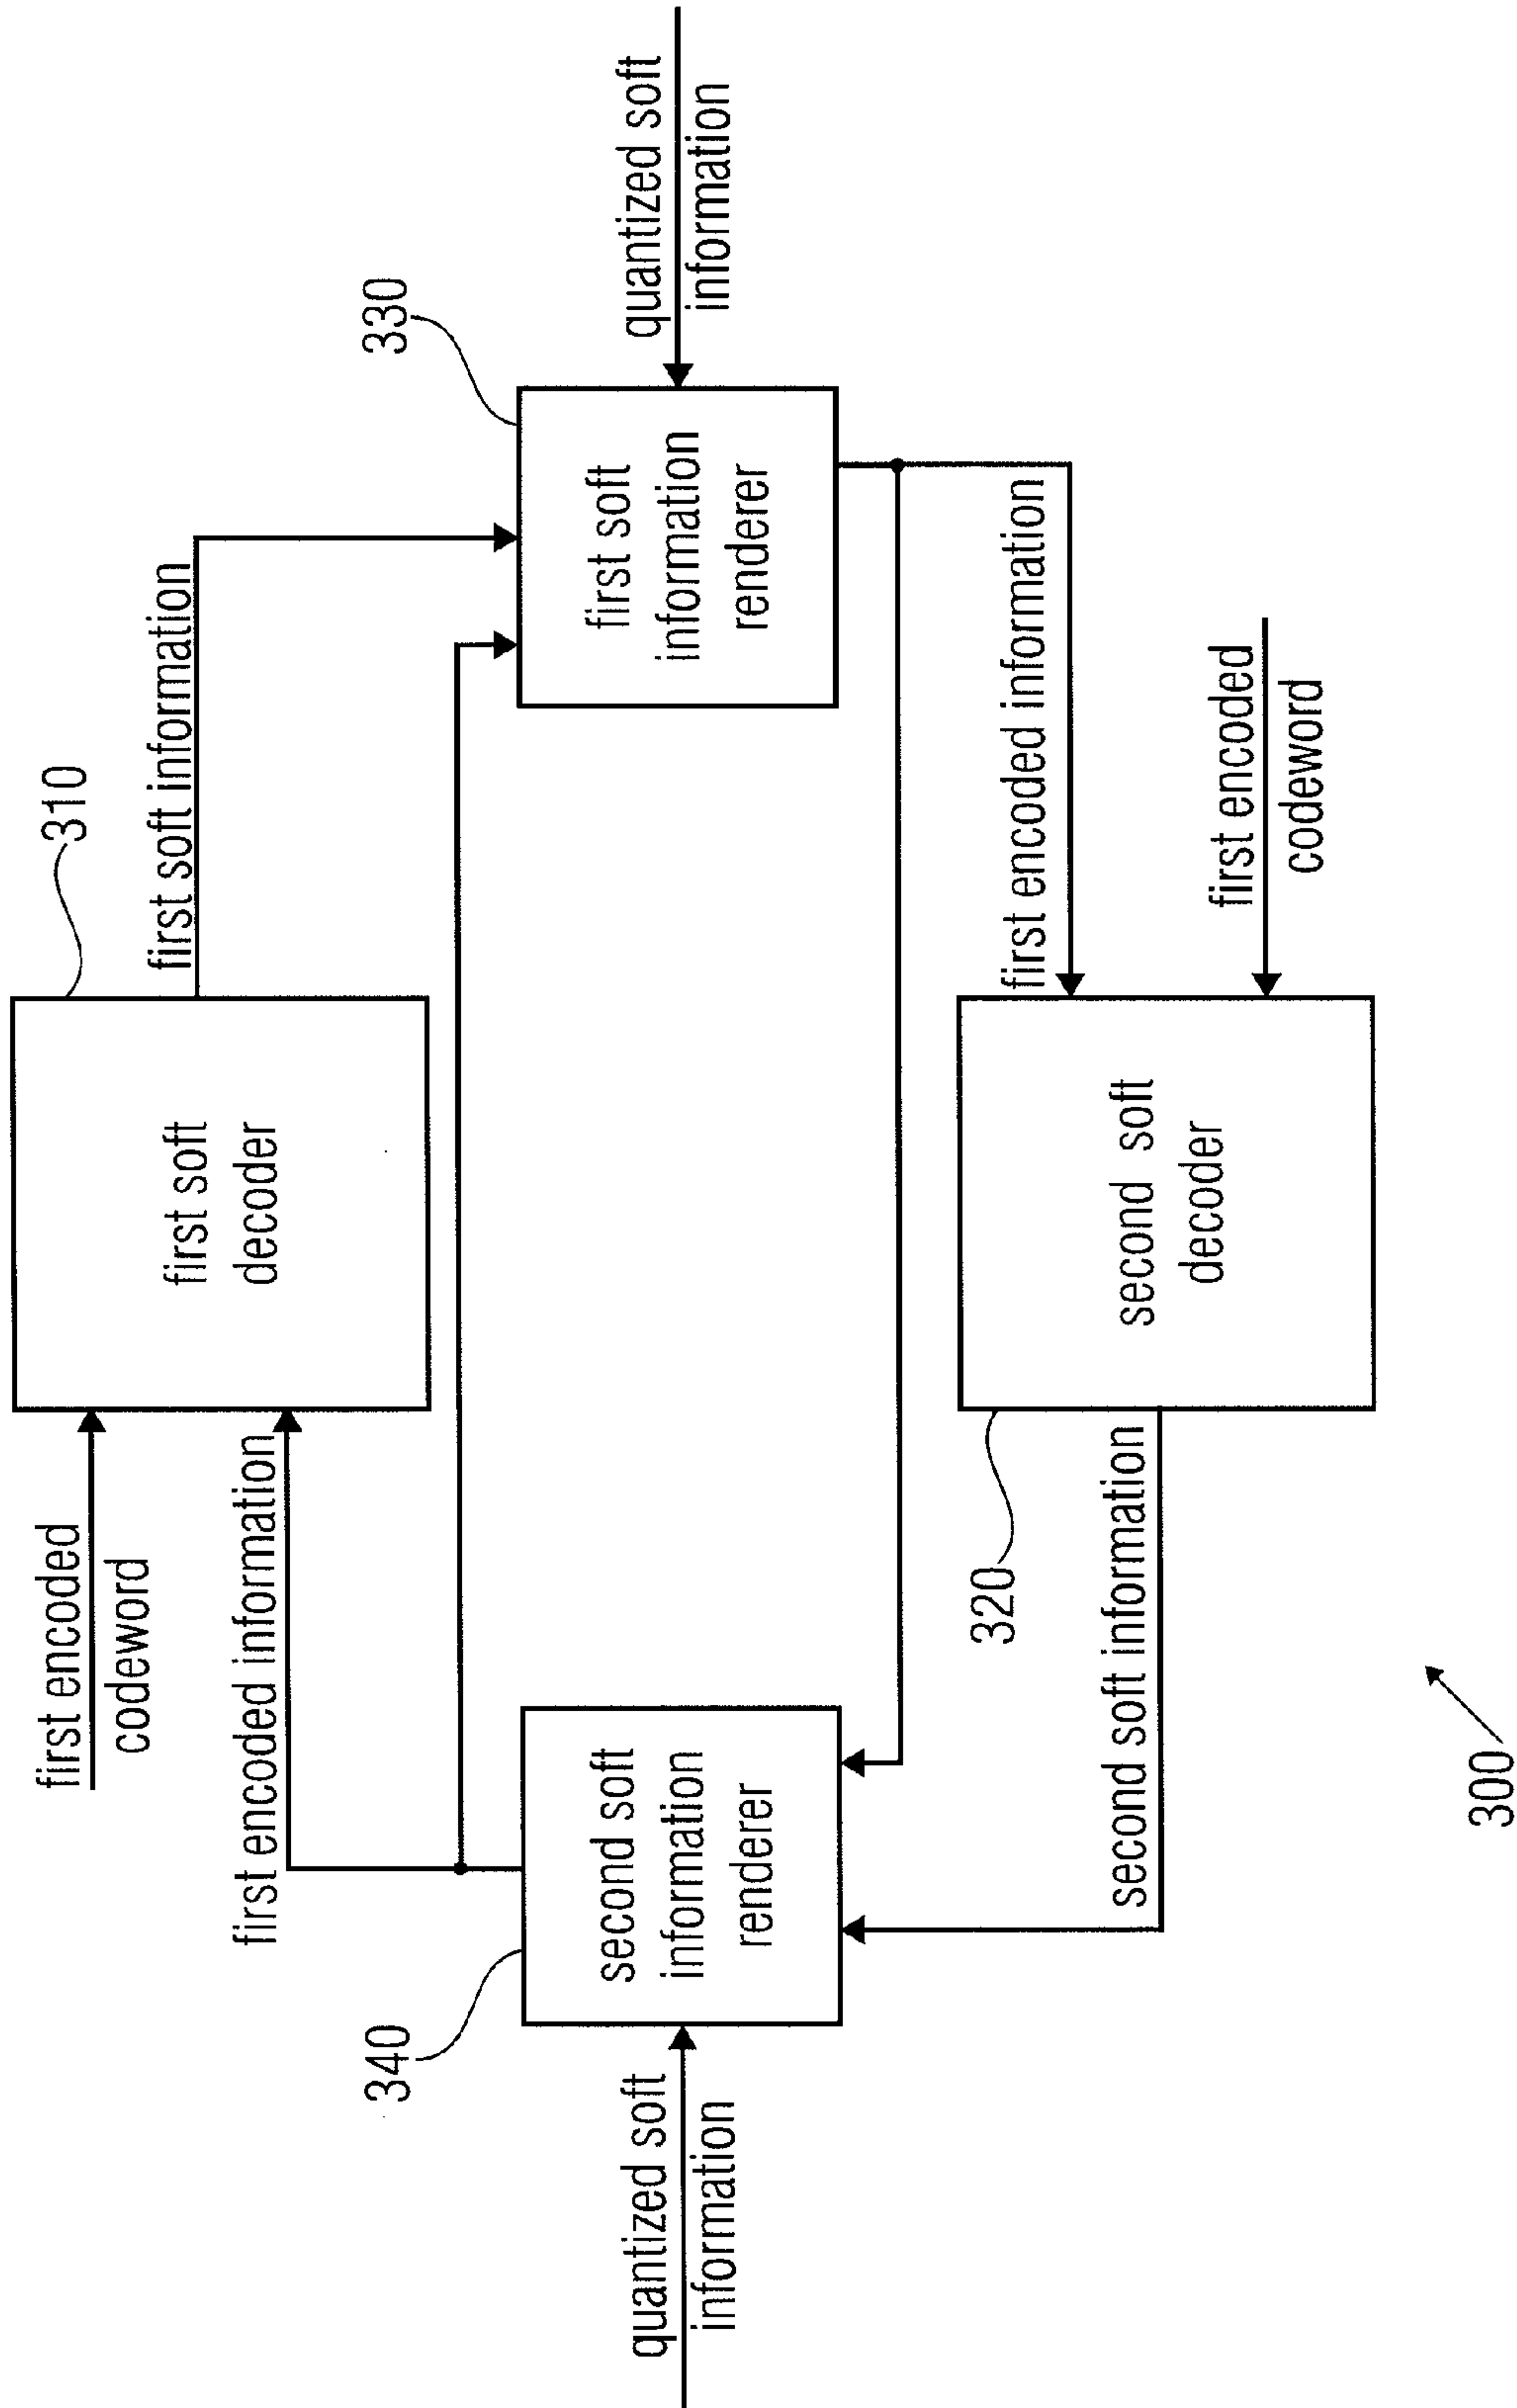 first encoded
codeword
310
first encoded information
first soft
decoder
first soft information
340
330
quantized soft
information
second soft
information
renderer
first soft
information
renderer
quantized soft
information
320
second soft information
second soft
decoder
first encoded information
first encoded
codeword
300